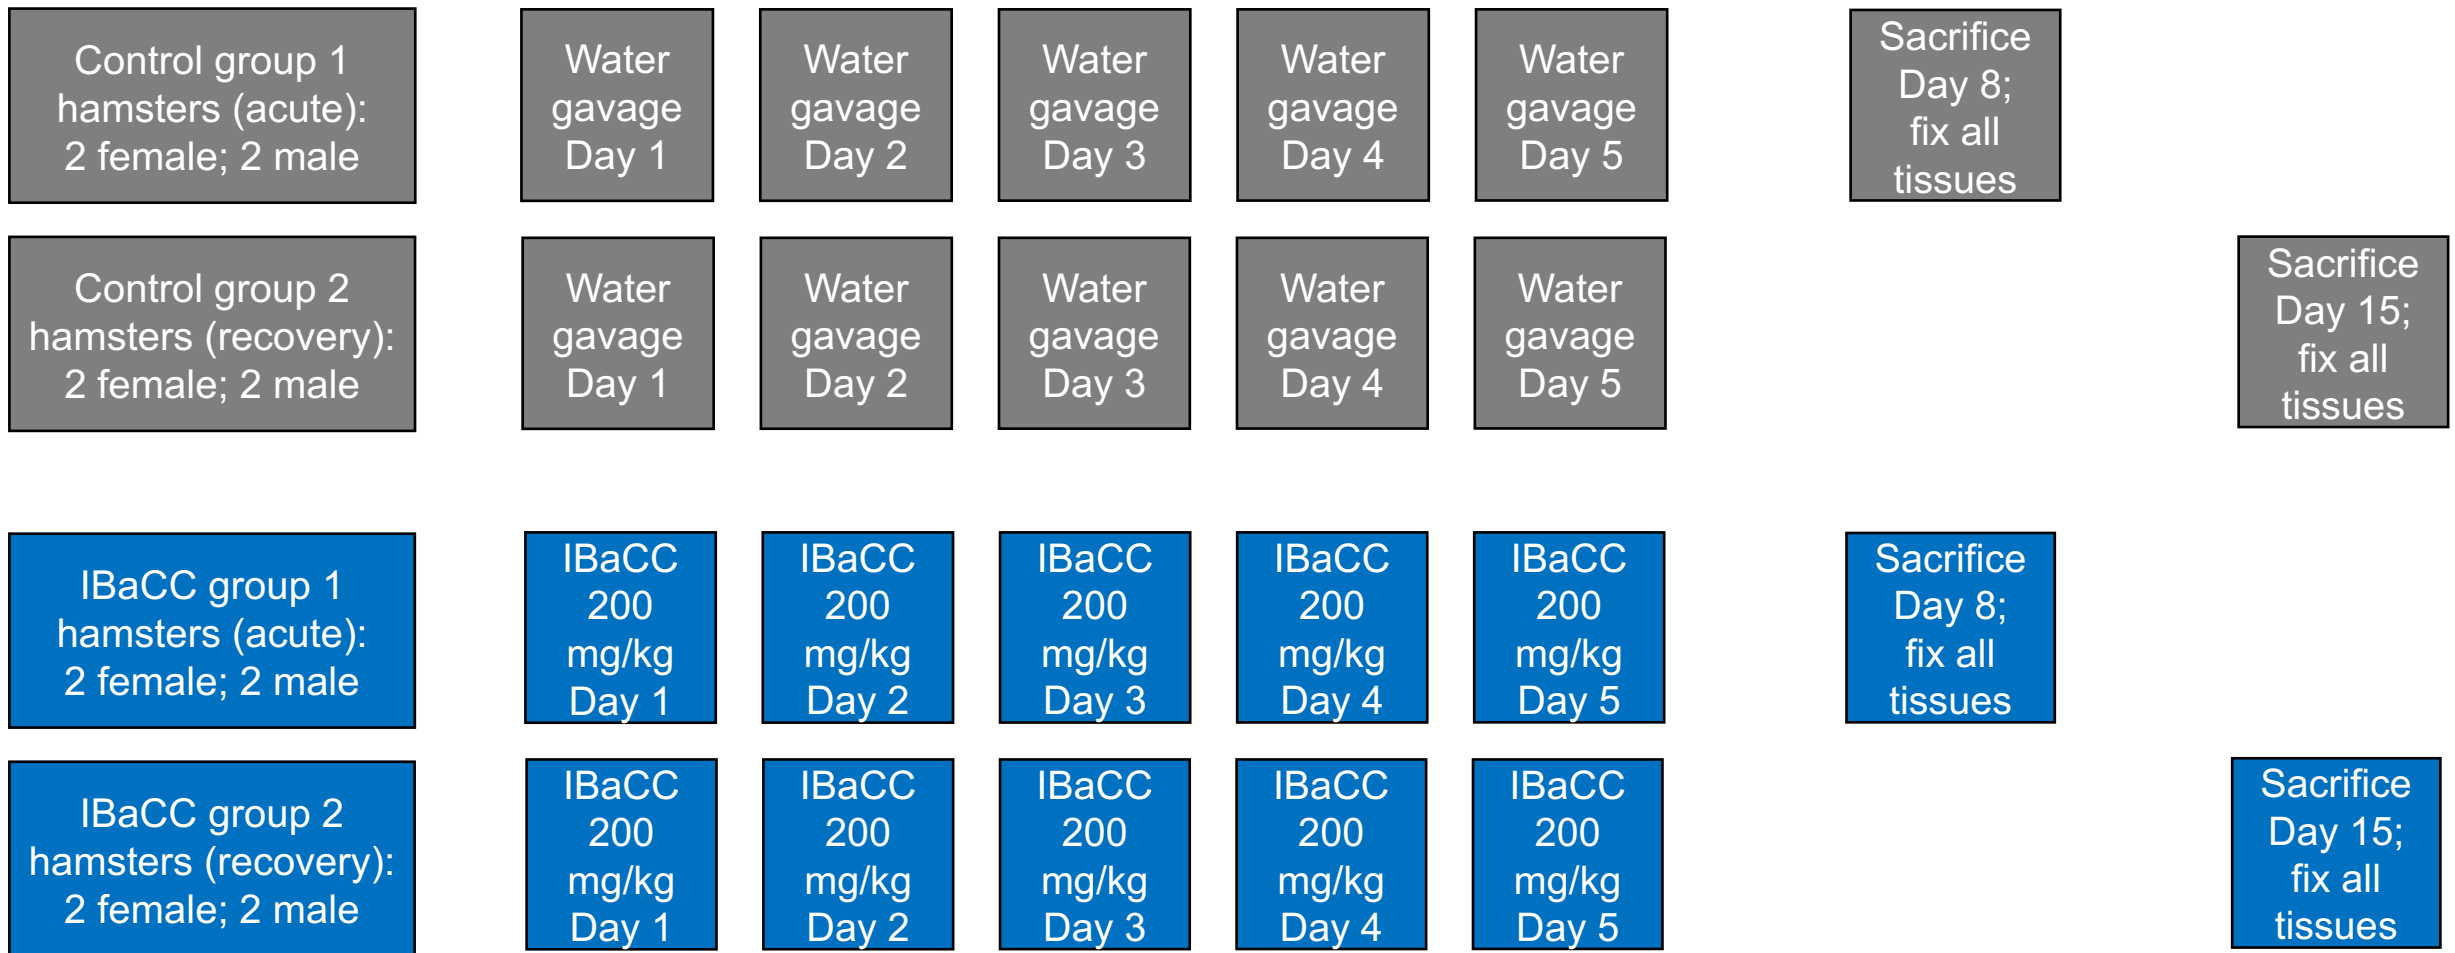 Control group 1
hamsters (acute):
2 female; 2 male
Water
gavage
Day 1
Water
gavage
Day 2
Water
gavage
Day 3
Water
gavage
Day 4
Water
gavage
Day 5
Sacrifice
Day 8;
fix all
tissues
Control group 2
hamsters (recovery):
2 female; 2 male
Water
gavage
Day 1
Water
gavage
Day 2
Water
gavage
Day 3
Water
gavage
Day 4
Water
gavage
Day 5
Sacrifice
Day 15;
fix all
tissues
IBaCC group 1
hamsters (acute):
2 female; 2 male
IBaCC
200
mg/kg
Day 1
IBaCC
200
mg/kg
Day 2
IBaCC
200
mg/kg
Day 3
IBaCC
200
mg/kg
Day 4
IBaCC
200
mg/kg
Day 5
Sacrifice
Day 8;
fix all
tissues
IBaCC group 2
hamsters (recovery):
2 female; 2 male
IBaCC
200
mg/kg
Day 1
IBaCC
200
mg/kg
Day 2
IBaCC
200
mg/kg
Day 3
IBaCC
200
mg/kg
Day 4
IBaCC
200
mg/kg
Day 5
Sacrifice
Day 15;
fix all
tissues